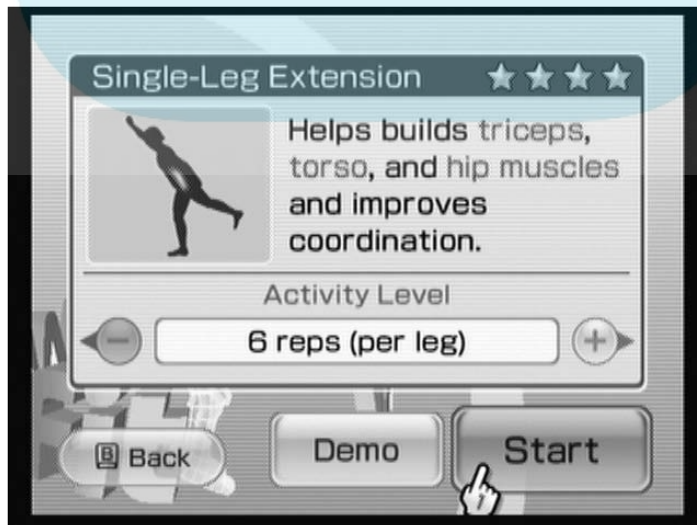 Single-Leg Extension
Helps builds triceps,
torso, and hip muscles
and improves
coordination.
Activity Level
6 reps (per leg)
B Back
Demo
Start